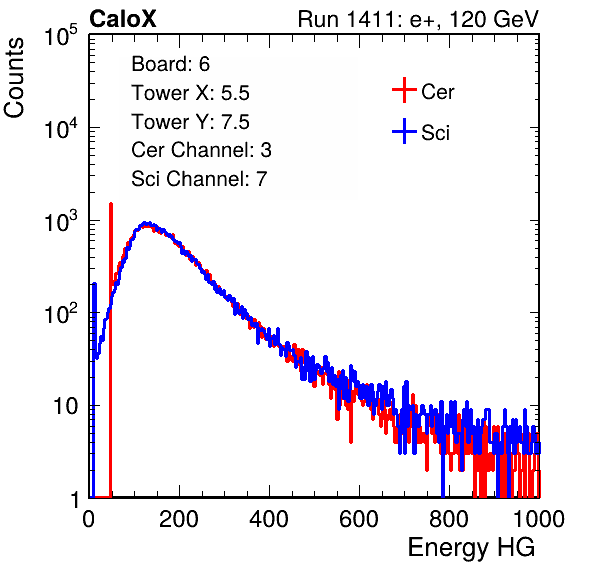 CaloX Run 1411: e+, 120 GeV
Counts
10^5
10^4
10^3
10^2
10
1
Board: 6
Tower X: 5.5
Tower Y: 7.5
Cer Channel: 3
Sci Channel: 7
Cer
Sci
0 200 400 600 800 1000
Energy HG